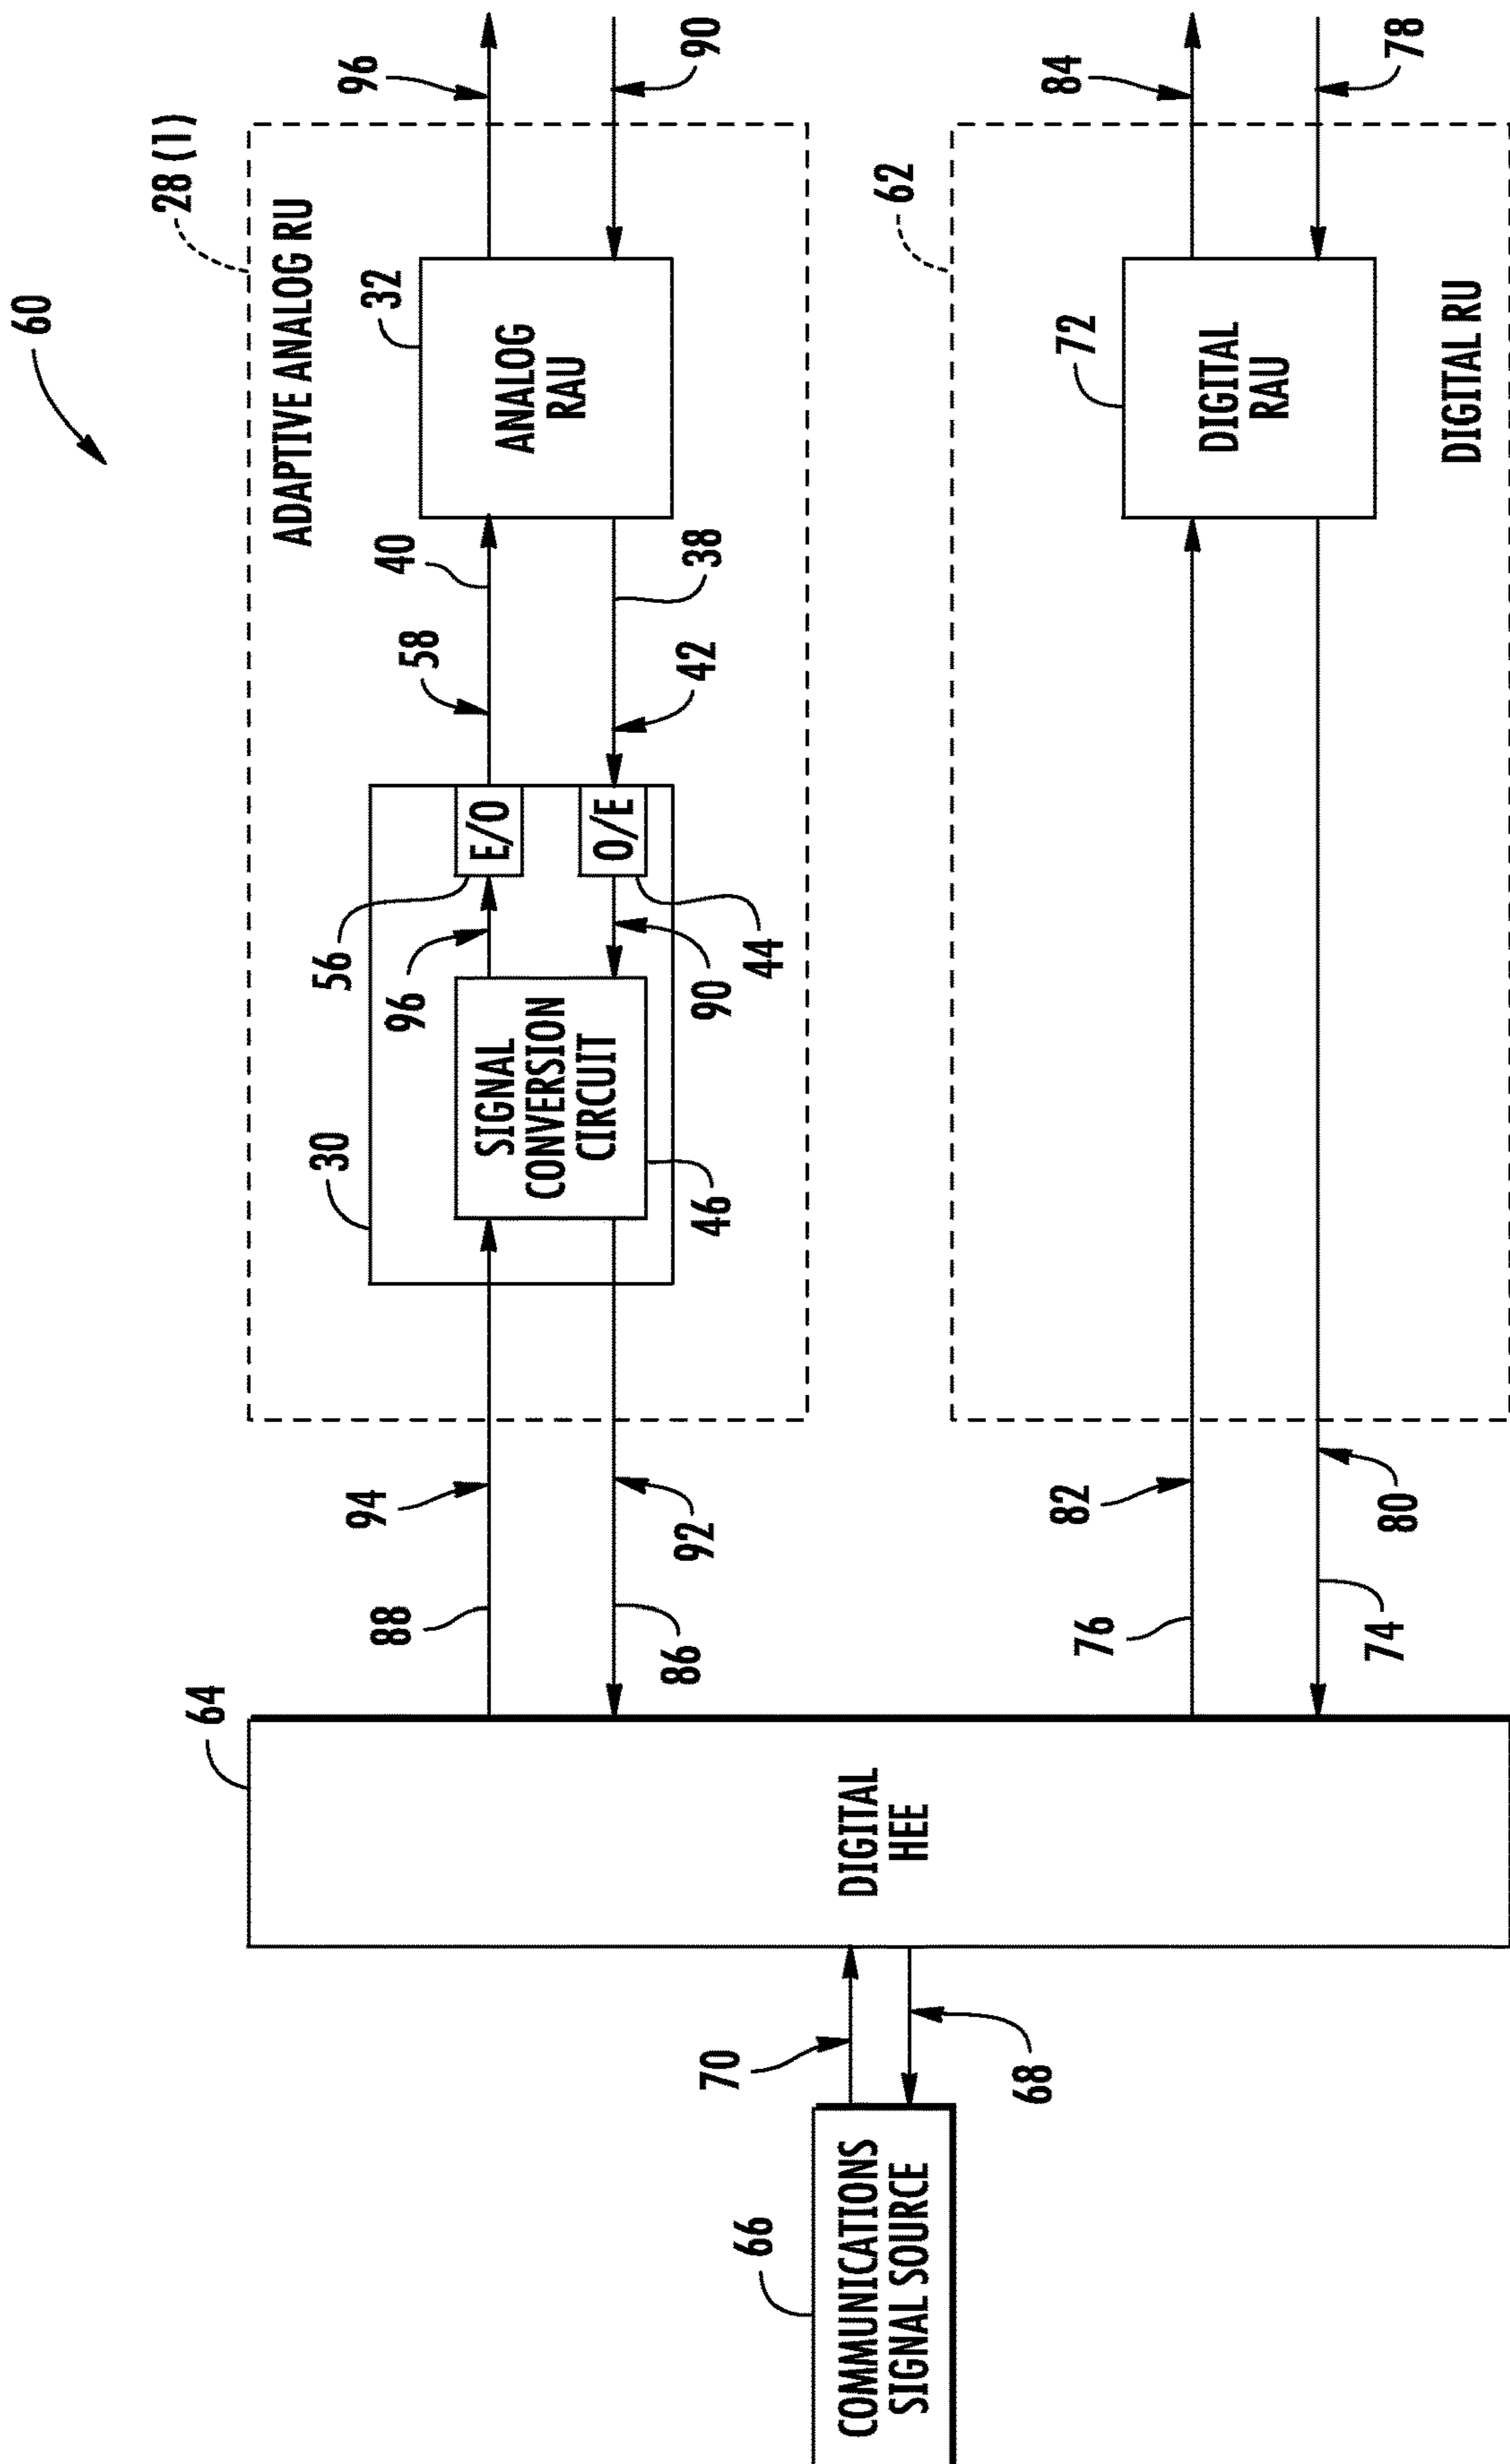 60
28 (1)
96
ADAPTIVE ANALOG RU
90
32
ANALOG
RAU
40
58
38
42
E/O
O/E
56
96
90
44
30
SIGNAL
CONVERSION
CIRCUIT
46
94
92
88
86
64
DIGITAL
HEE
70
68
66
COMMUNICATIONS
SIGNAL SOURCE
84
78
62
72
DIGITAL
RAU
DIGITAL RU
82
80
76
74